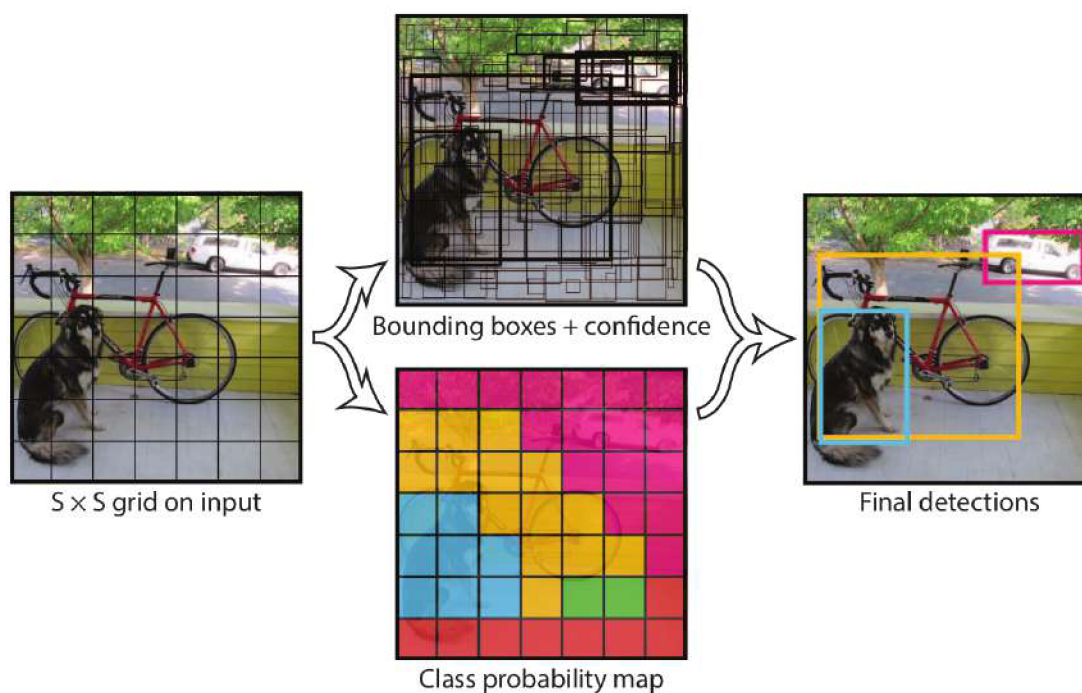 Bounding boxes + confidence
S × S grid on input
Final detections
Class probability map